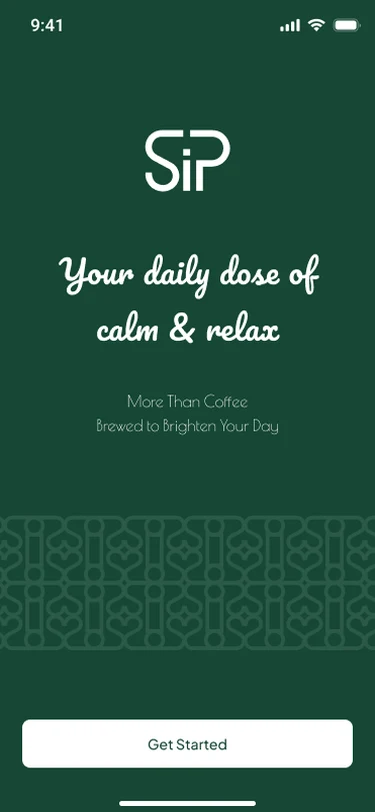 9:41
SiP
Your daily dose of
calm & relax
More Than Coffee
Brewed to Brighten Your Day
Get Started